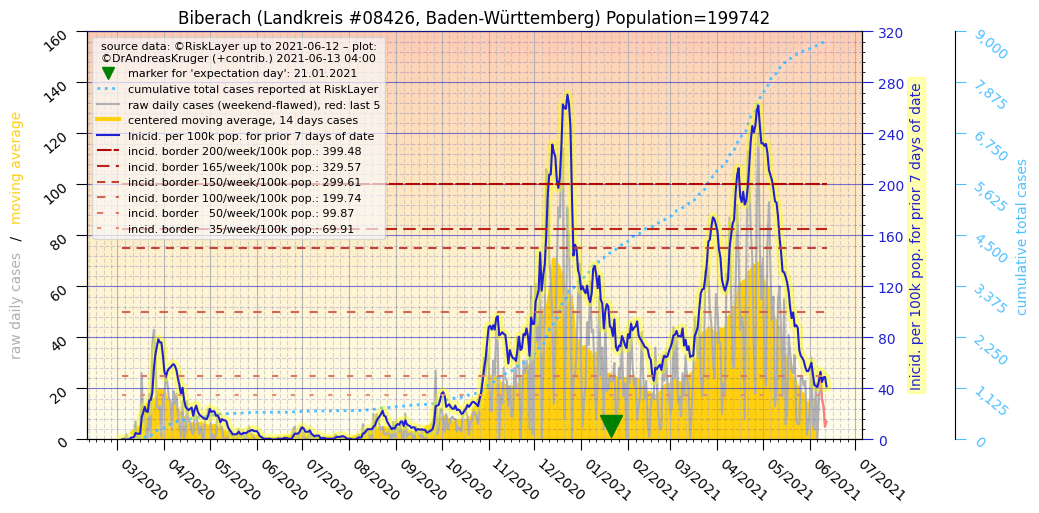 Biberach (Landkreis #08426, Baden-Württemberg) Population=199742
source data: ©RiskLayer up to 2021-06-12 – plot:
©DrAndreasKruger (+contrib.) 2021-06-13 04:00
marker for 'expectation day': 21.01.2021
cumulative total cases reported at RiskLayer
raw daily cases (weekend-flawed), red: last 5
centered moving average, 14 days cases
Inicid. per 100k pop. for prior 7 days of date
incid. border 200/week/100k pop.: 399.48
incid. border 165/week/100k pop.: 329.57
incid. border 150/week/100k pop.: 299.61
incid. border 100/week/100k pop.: 199.74
incid. border   50/week/100k pop.: 99.87
incid. border   35/week/100k pop.: 69.91
raw daily cases   /   moving average
160
140
120
100
80
60
40
20
0
320
280
240
200
160
120
80
40
0
Inicid. per 100k pop. for prior 7 days of date
9,000
7,875
6,750
5,625
4,500
3,375
2,250
1,125
0
cumulative total cases
03/2020
04/2020
05/2020
06/2020
07/2020
08/2020
09/2020
10/2020
11/2020
12/2020
01/2021
02/2021
03/2021
04/2021
05/2021
06/2021
07/2021